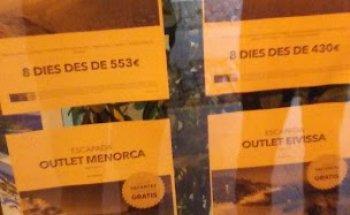 8 DIES DES DE 553€
8 DIES DES DE 430€
ESCAPADA
OUTLET MENORCA
GRATIS
ESCAPADA
OUTLET EIVISSA
GRATIS